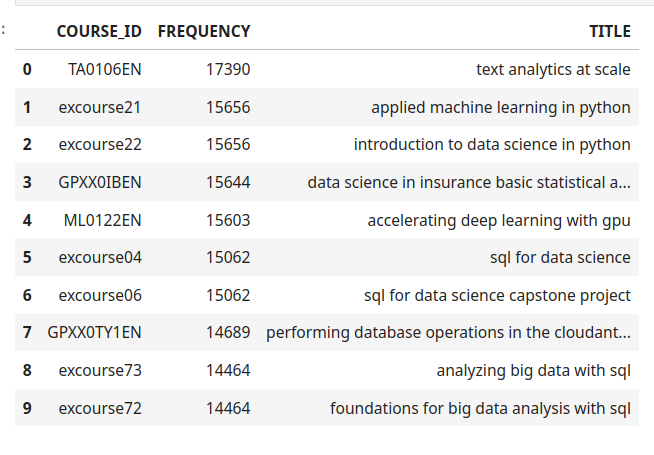 :
COURSE_ID FREQUENCY TITLE
0 TA0106EN 17390 text analytics at scale
1 excourse21 15656 applied machine learning in python
2 excourse22 15656 introduction to data science in python
3 GPXX0IBEN 15644 data science in insurance basic statistical a...
4 ML0122EN 15603 accelerating deep learning with gpu
5 excourse04 15062 sql for data science
6 excourse06 15062 sql for data science capstone project
7 GPXX0TY1EN 14689 performing database operations in the cloudant...
8 excourse73 14464 analyzing big data with sql
9 excourse72 14464 foundations for big data analysis with sql